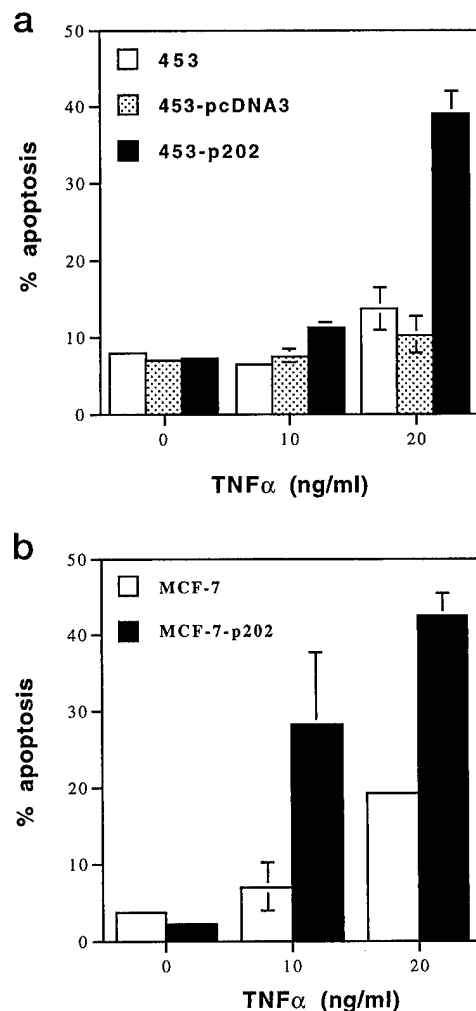 a
50
40
30
20
10
0
% apoptosis
453
453-pcDNA3
453-p202
0 10 20
TNFα (ng/ml)
b
50
40
30
20
10
0
% apoptosis
MCF-7
MCF-7-p202
0 10 20
TNFα (ng/ml)